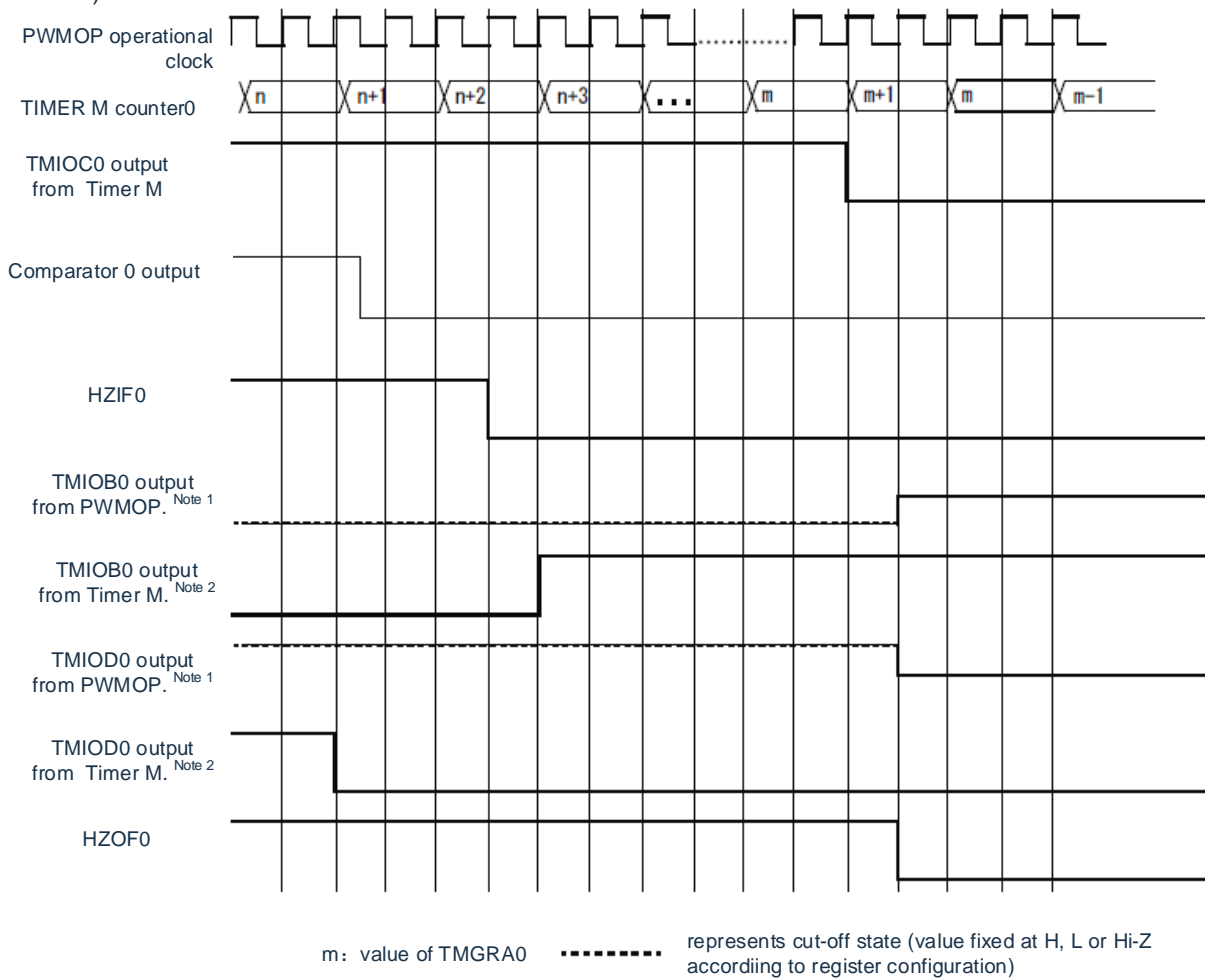 )
PWMOP operational
clock
TIMER M counter0
n n+1 n+2 n+3 ... m m+1 m m-1
TMIOC0 output
from Timer M
Comparator 0 output
HZIF0
TMIOB0 output
from PWMOP. Note 1
TMIOB0 output
from Timer M. Note 2
TMIOD0 output
from PWMOP. Note 1
TMIOD0 output
from Timer M. Note 2
HZOF0
m: value of TMGRA0
represents cut-off state (value fixed at H, L or Hi-Z
accordiing to register configuration)